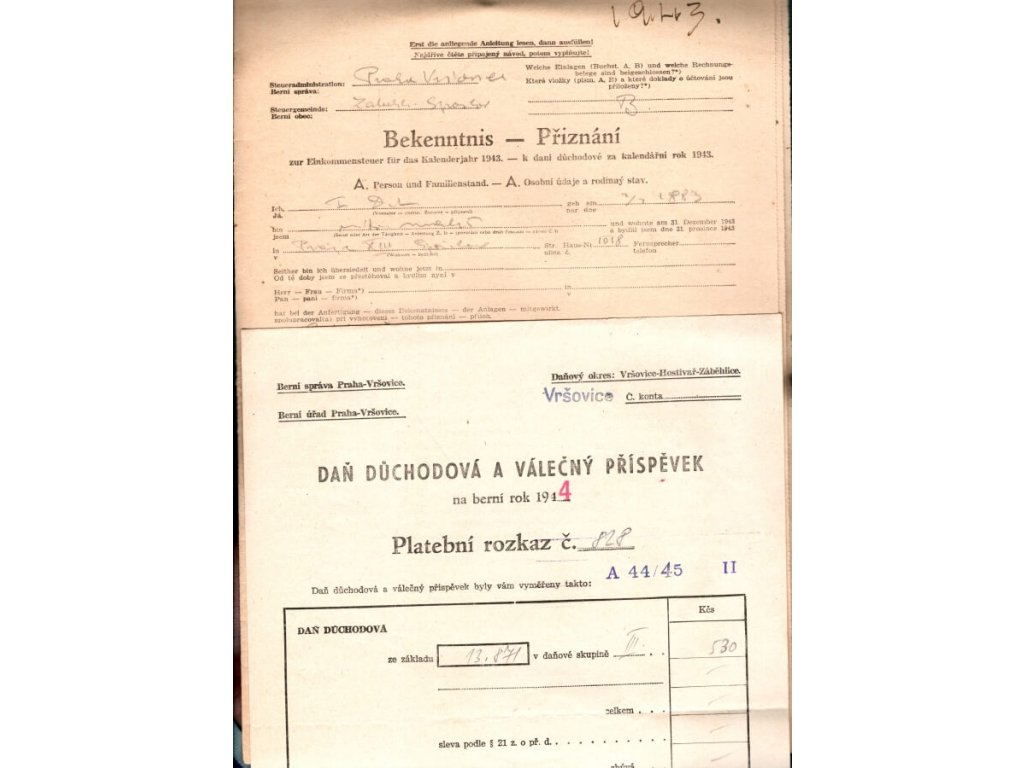 1943.
Erst die anliegende Anleitung lesen, dann ausfüllen!
Nejdříve čtěte připojený návod, potom vyplňujte!
Steueradministration:
Berní správa:
Praha
Welche Einlagen (Buchst. A, B) und welche Rechnungs-
belege sind beigeschlossen?*)
Které vložky (písm. A, B) a které doklady o účtování jsou
přiloženy?*)
Steuergemeinde:
Berní obec:
B.
Bekenntnis — Přiznání
zur Einkommensteuer für das Kalenderjahr 1943. — k dani důchodové za kalendářní rok 1943.
A. Person und Familienstand. — A. Osobní údaje a rodinný stav.
Ich,
Já,
geb am
nar dne
1883
bin
jsem
und wohnte am 31. Dezember 1943
a bydlil jsem dne 31. prosince 1943
in
v
Praha XIII
Str. Haus-Nr
ulice č.
1918
Fernsprecher
telefon
Seither bin ich übersiedelt und wohne jetzt in
Od té doby jsem se přestěhoval a bydlím nyní v
Herr — Frau — Firma*)
Pan — paní — firma*)
in
v
hat bei der Anfertigung — dieses Bekenntnisses — der Anlagen — mitgewirkt.
spolupracoval(a) při vyhotovení — tohoto přiznání — příloh.
Berní správa Praha-Vršovice.
Daňový okres: Vršovice-Hostivař-Záběhlice.
Vršovice Č. konta
Berní úřad Praha-Vršovice.
DAŇ DŮCHODOVÁ A VÁLEČNÝ PŘÍSPĚVEK
na berní rok 1944
Platební rozkaz č. 828
A 44/45 II
Daň důchodová a válečný příspěvek byly vám vyměřeny takto:
Kčs
DAŇ DŮCHODOVÁ
ze základu 13.871 v daňové skupině III. . . 530
celkem . . .
sleva podle § 21 z. o př. d. . . . . . . . . .